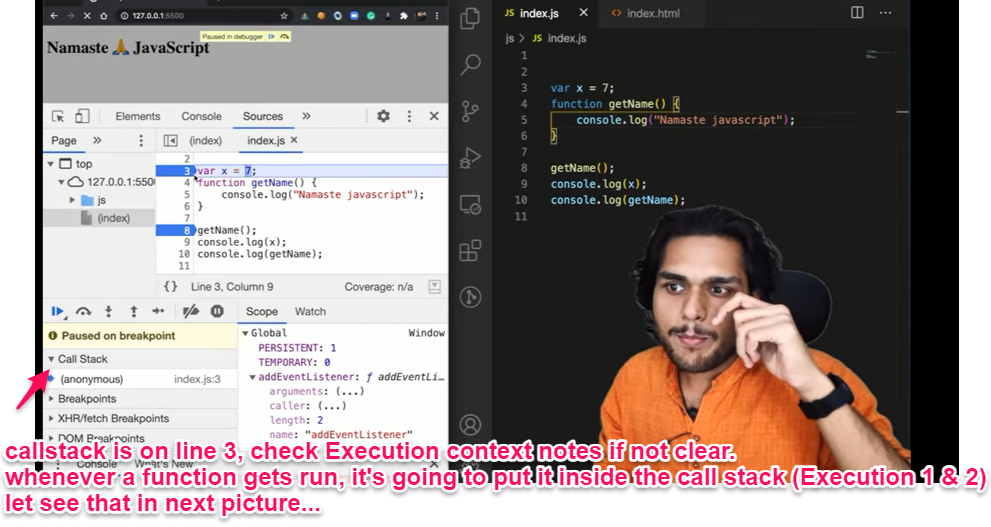 127.0.0.1:5500
Paused in debugger
Namaste 🙏 JavaScript
Elements Console Sources »
Page » (index) index.js ×
top
127.0.0.1:5500
js
(index)
2
3 var x = 7;
4 function getName() {
5 console.log("Namaste javascript");
6 }
7
8 getName();
9 console.log(x);
10 console.log(getName);
11
{} Line 3, Column 9 Coverage: n/a
Scope Watch
Paused on breakpoint
Call Stack
(anonymous) index.js:3
Breakpoints
XHR/fetch Breakpoints
DOM Breakpoints
Console What's New
Global Window
PERSISTENT: 1
TEMPORARY: 0
addEventListener: ƒ addEventLi…
arguments: (...)
caller: (...)
length: 2
name: "addEventListener"
JS index.js × <> index.html
js > JS index.js
1
2
3 var x = 7;
4 function getName() {
5 console.log("Namaste javascript");
6 }
7
8 getName();
9 console.log(x);
10 console.log(getName);
11
callstack is on line 3, check Execution context notes if not clear.
whenever a function gets run, it's going to put it inside the call stack (Execution 1 & 2)
let see that in next picture...